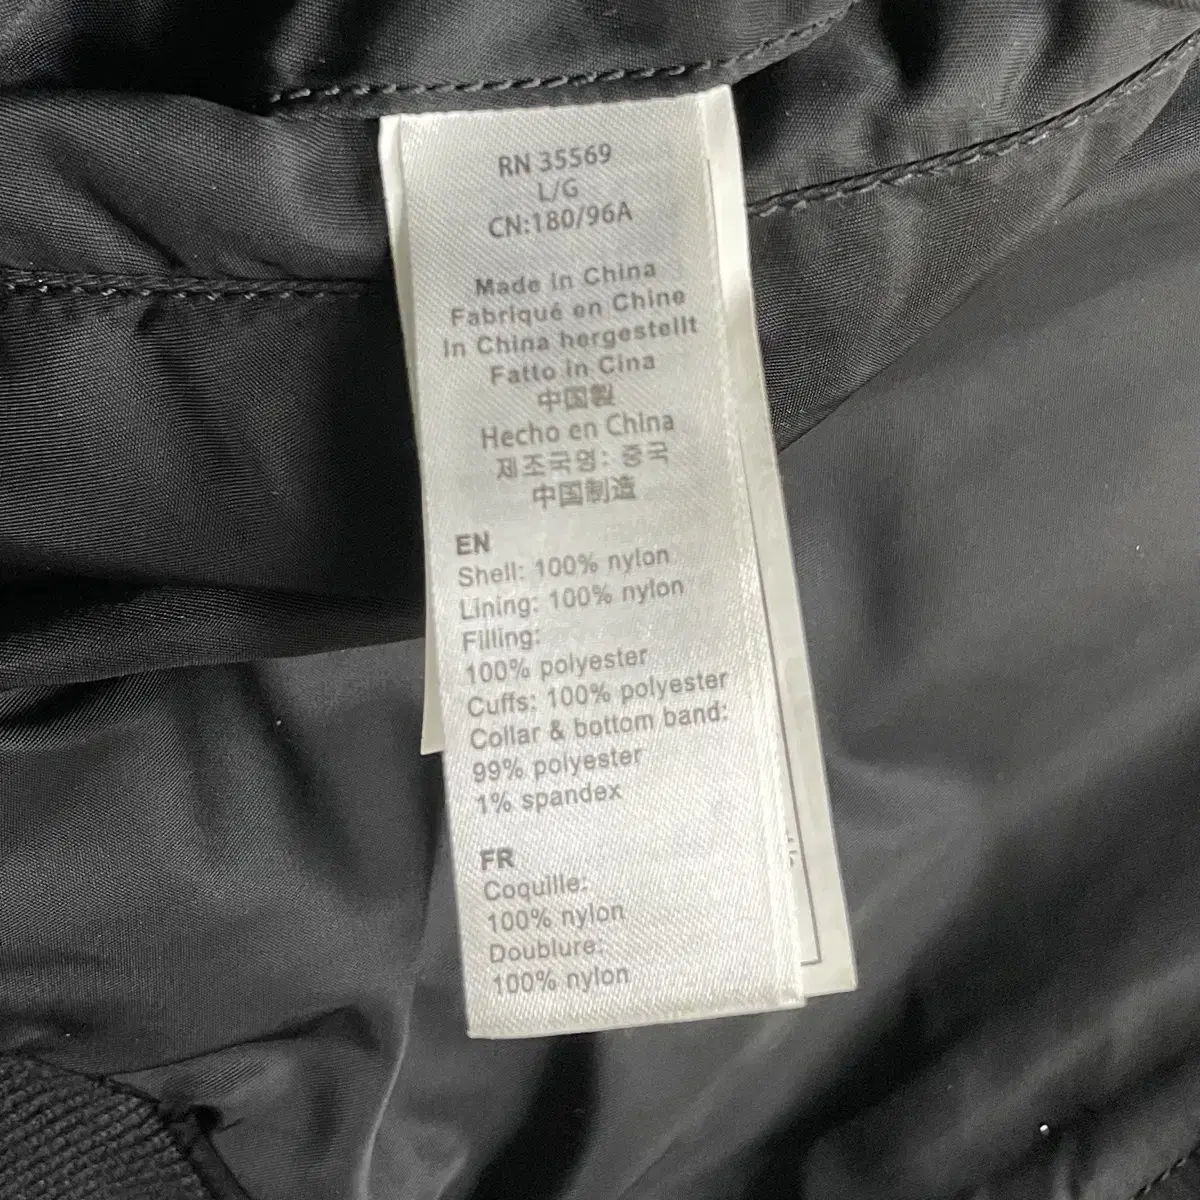 RN 35569
L/G
CN:180/96A
Made in China
Fabriqué en Chine
In China hergestellt
Fatto in Cina
中国製
Hecho en China
제조국명: 중국
中国制造
EN
Shell: 100% nylon
Lining: 100% nylon
Filling:
100% polyester
Cuffs: 100% polyester
Collar & bottom band:
99% polyester
1% spandex
FR
Coquille:
100% nylon
Doublure:
100% nylon